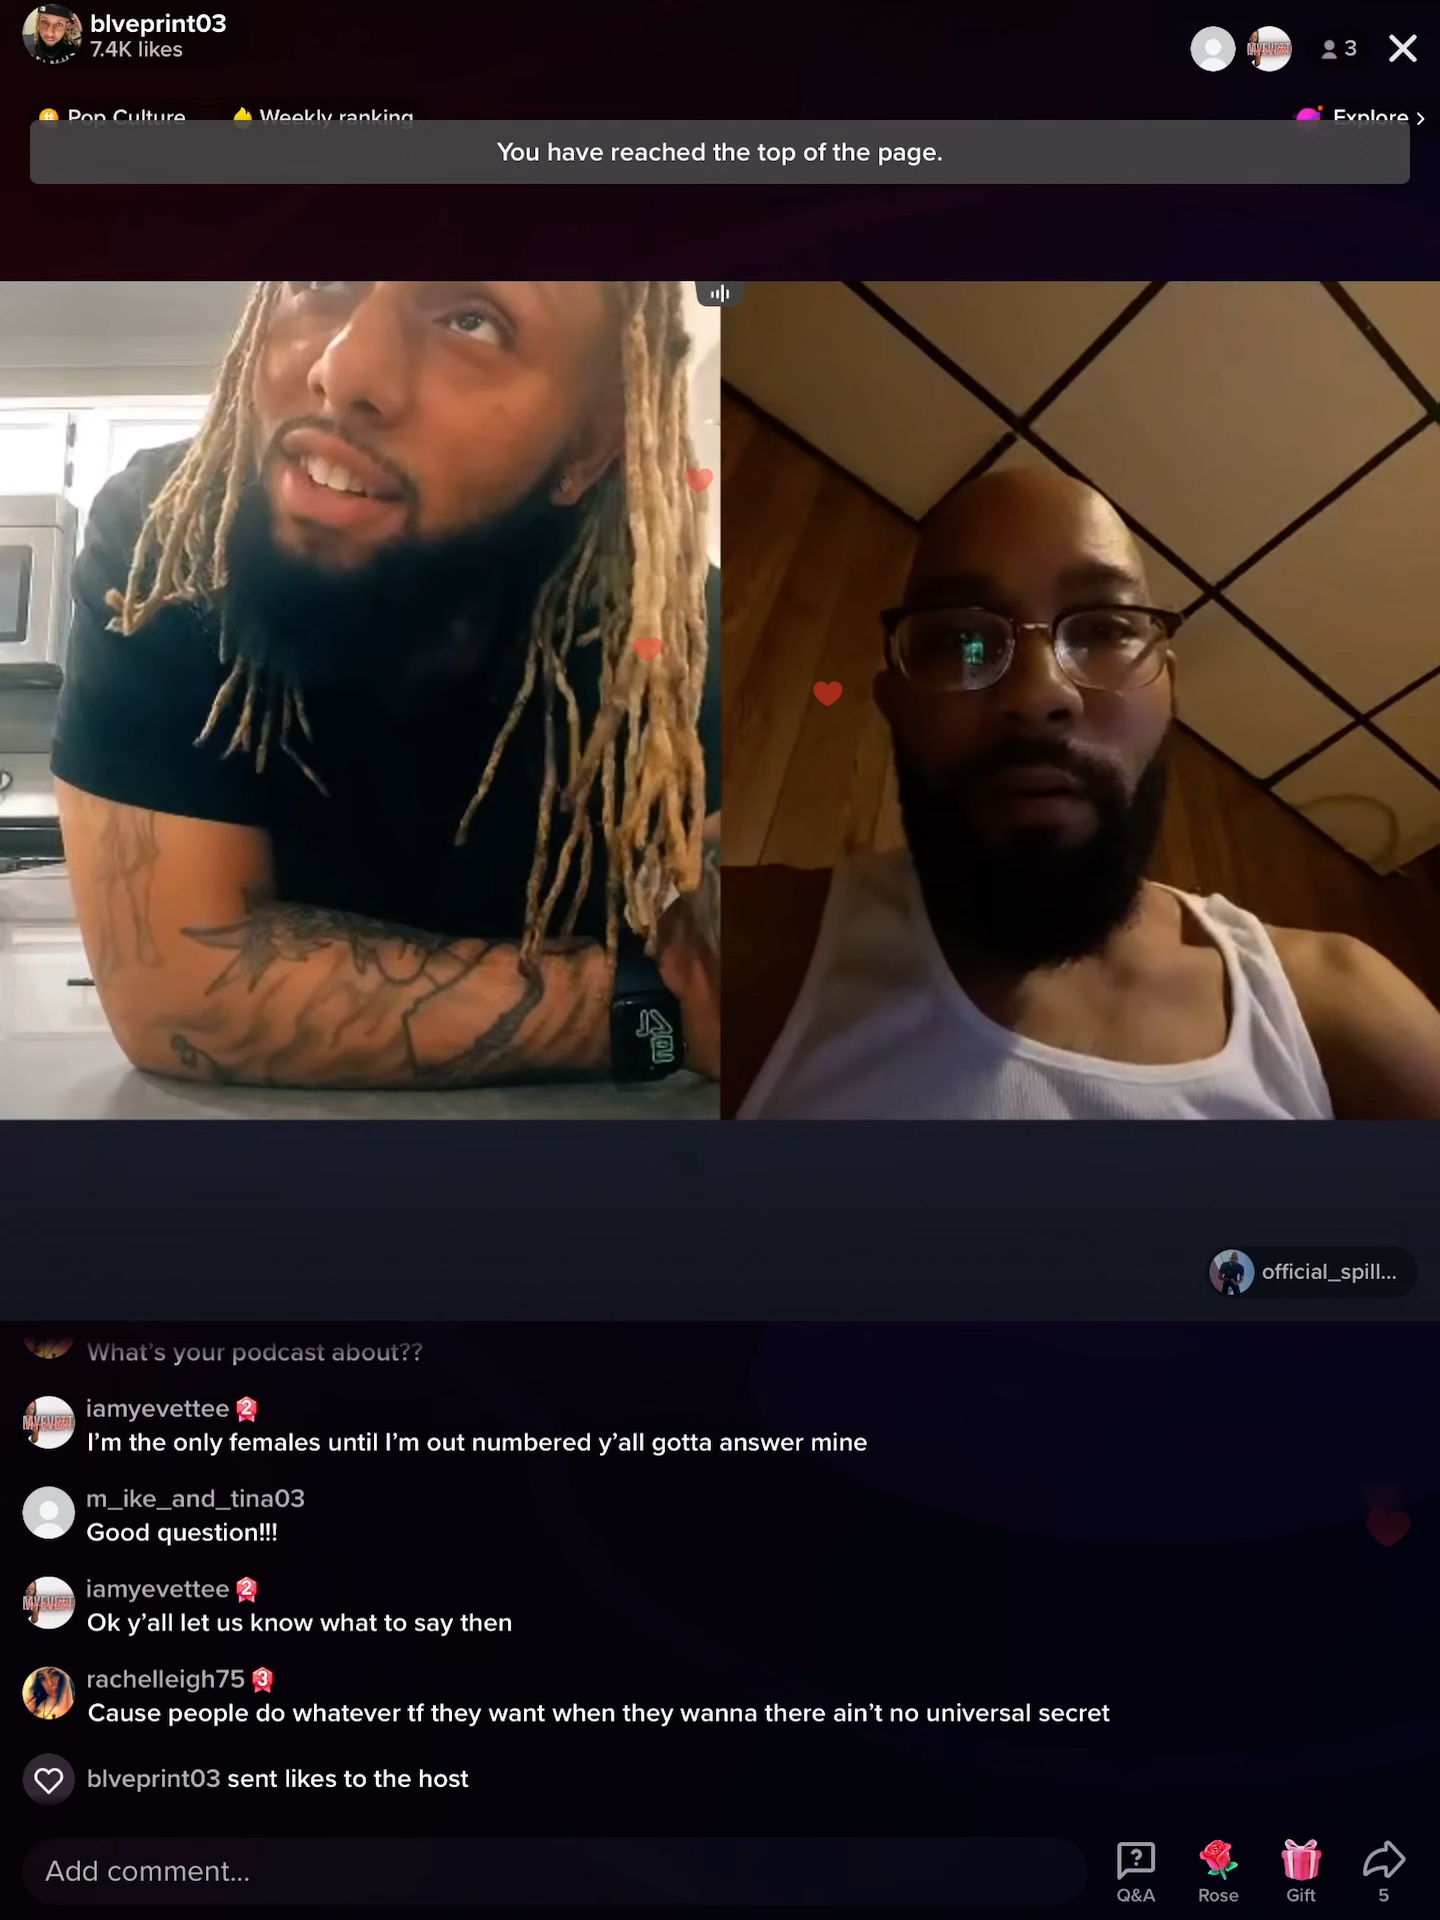 blveprint03
7.4K likes
3
Pop Culture
Weekly ranking
Explore >
You have reached the top of the page.
official_spill...
What's your podcast about??
iamyevettee 2
I'm the only females until I'm out numbered y'all gotta answer mine
m_ike_and_tina03
Good question!!!
iamyevettee 2
Ok y'all let us know what to say then
rachelleigh75 3
Cause people do whatever tf they want when they wanna there ain't no universal secret
blveprint03 sent likes to the host
Add comment...
Q&A
Rose
Gift
5